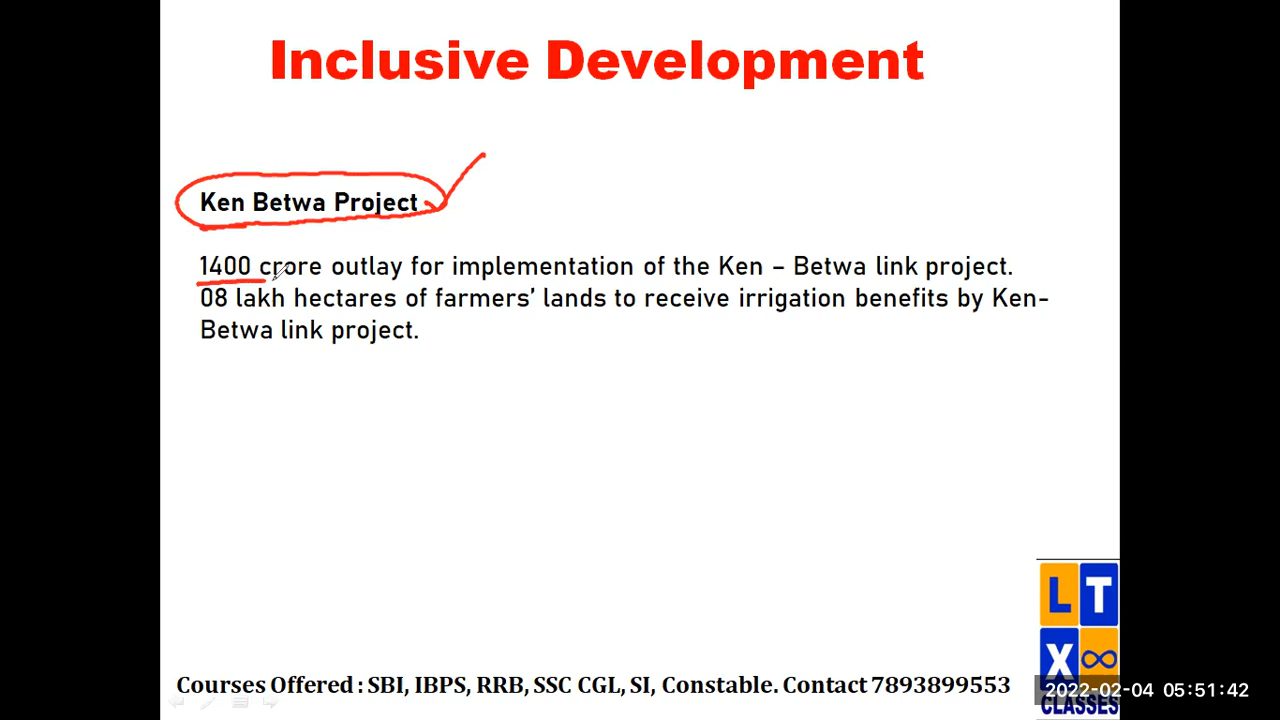 Inclusive Development
Ken Betwa Project
1400 crore outlay for implementation of the Ken – Betwa link project.
08 lakh hectares of farmers’ lands to receive irrigation benefits by Ken-
Betwa link project.
L T
X ∞
CLASSES
Courses Offered : SBI, IBPS, RRB, SSC CGL, SI, Constable. Contact 7893899553
2022-02-04 05:51:42